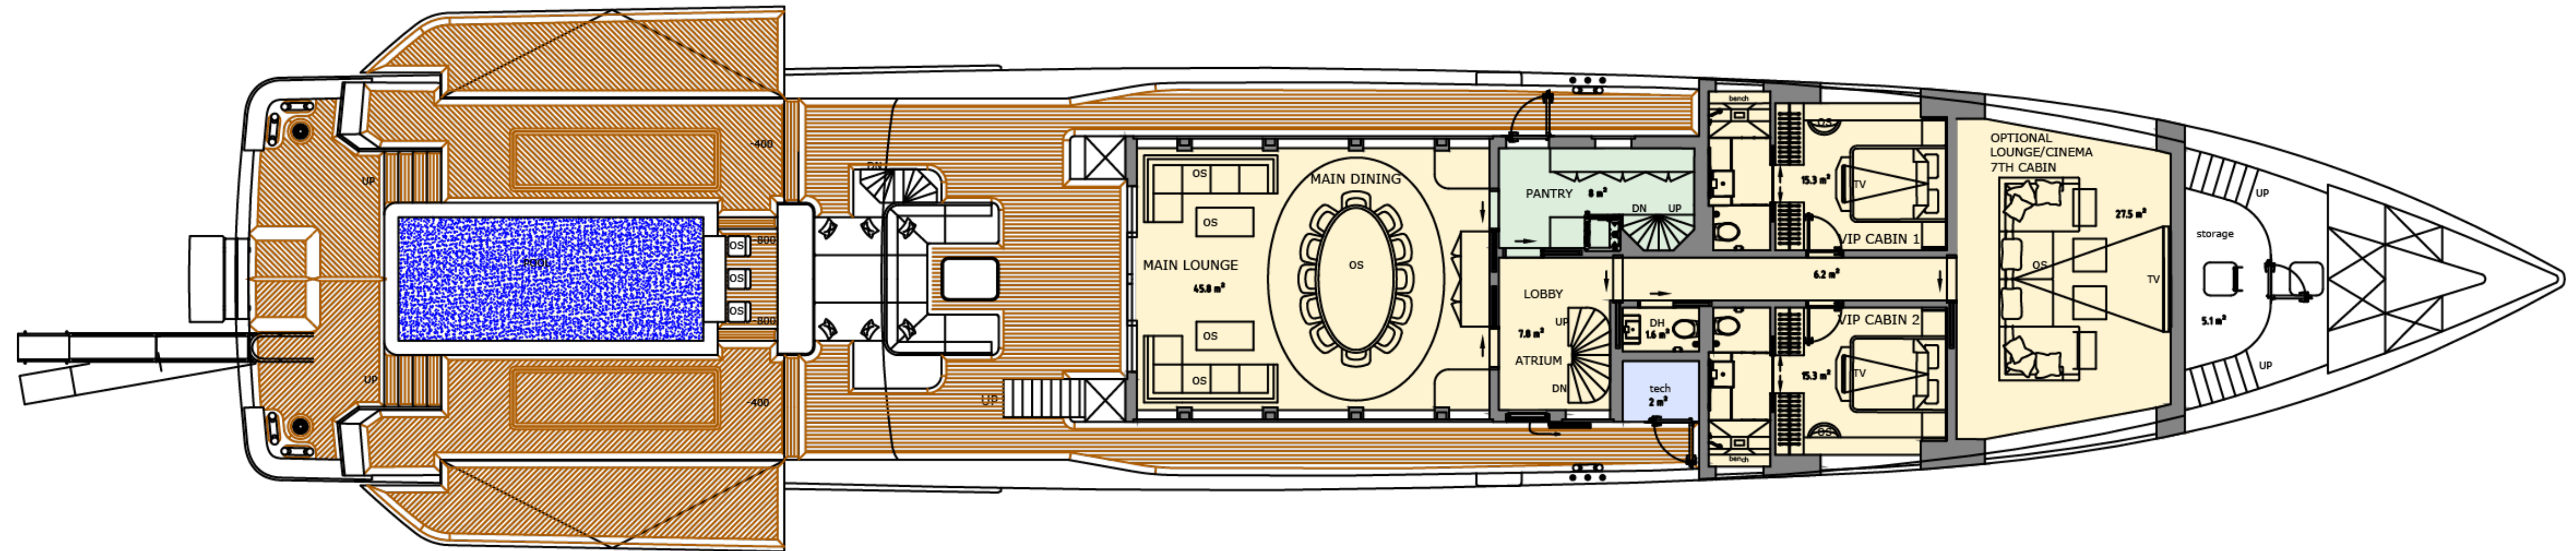 UP
UP
POOL
-400
-400
OS
OS
OS
-800
-800
DN
UP
OS
OS
MAIN LOUNGE
45.8 m²
OS
OS
MAIN DINING
OS
PANTRY
8 m²
DN
UP
LOBBY
UP
7.8 m²
ATRIUM
DN
DH
1.6 m²
tech
2 m²
6.2 m²
bench
OS
15.3 m²
TV
VIP CABIN 1
VIP CABIN 2
15.3 m²
TV
OS
bench
OPTIONAL
LOUNGE/CINEMA
7TH CABIN
27.5 m²
OS
TV
UP
storage
5.1 m²
UP